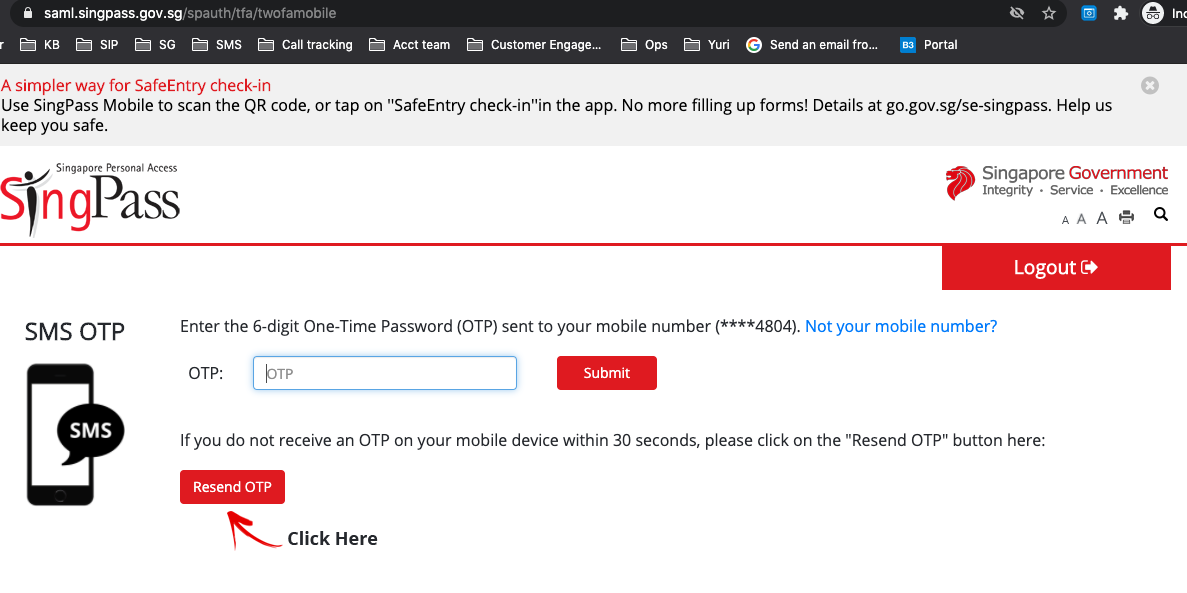 saml.singpass.gov.sg/spauth/tfa/twofamobile
Inc
r KB SIP SG SMS Call tracking Acct team Customer Engage... Ops Yuri Send an email fro... B3 Portal
A simpler way for SafeEntry check-in
Use SingPass Mobile to scan the QR code, or tap on "SafeEntry check-in"in the app. No more filling up forms! Details at go.gov.sg/se-singpass. Help us
keep you safe.
Singapore Personal Access
SingPass
Singapore Government
Integrity · Service · Excellence
A A A
Logout
SMS OTP
Enter the 6-digit One-Time Password (OTP) sent to your mobile number (****4804). Not your mobile number?
OTP: OTP Submit
SMS
If you do not receive an OTP on your mobile device within 30 seconds, please click on the "Resend OTP" button here:
Resend OTP
Click Here